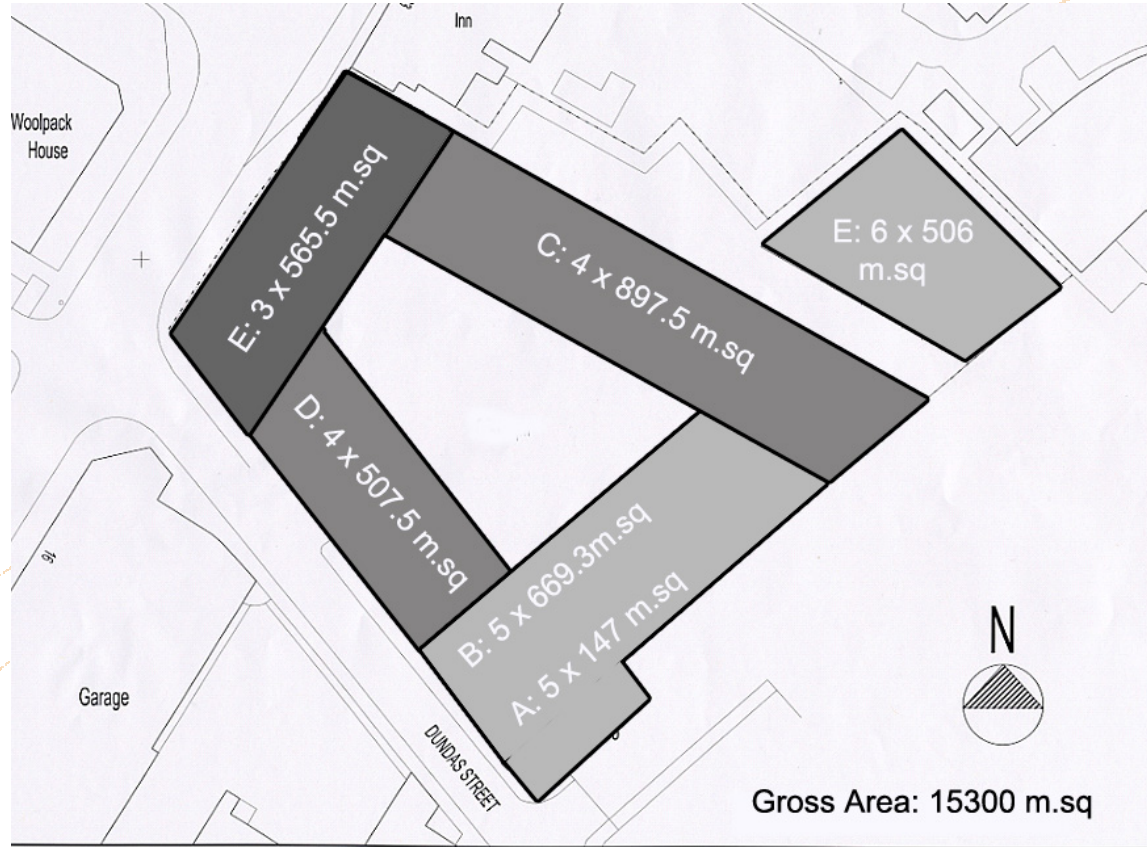 Inn
Woolpack
House
E: 3 x 565.5 m.sq
C: 4 x 897.5 m.sq
E: 6 x 506
m.sq
D: 4 x 507.5 m.sq
B: 5 x 669.3m.sq
A: 5 x 147 m.sq
16
Garage
DUNDAS STREET
N
Gross Area: 15300 m.sq